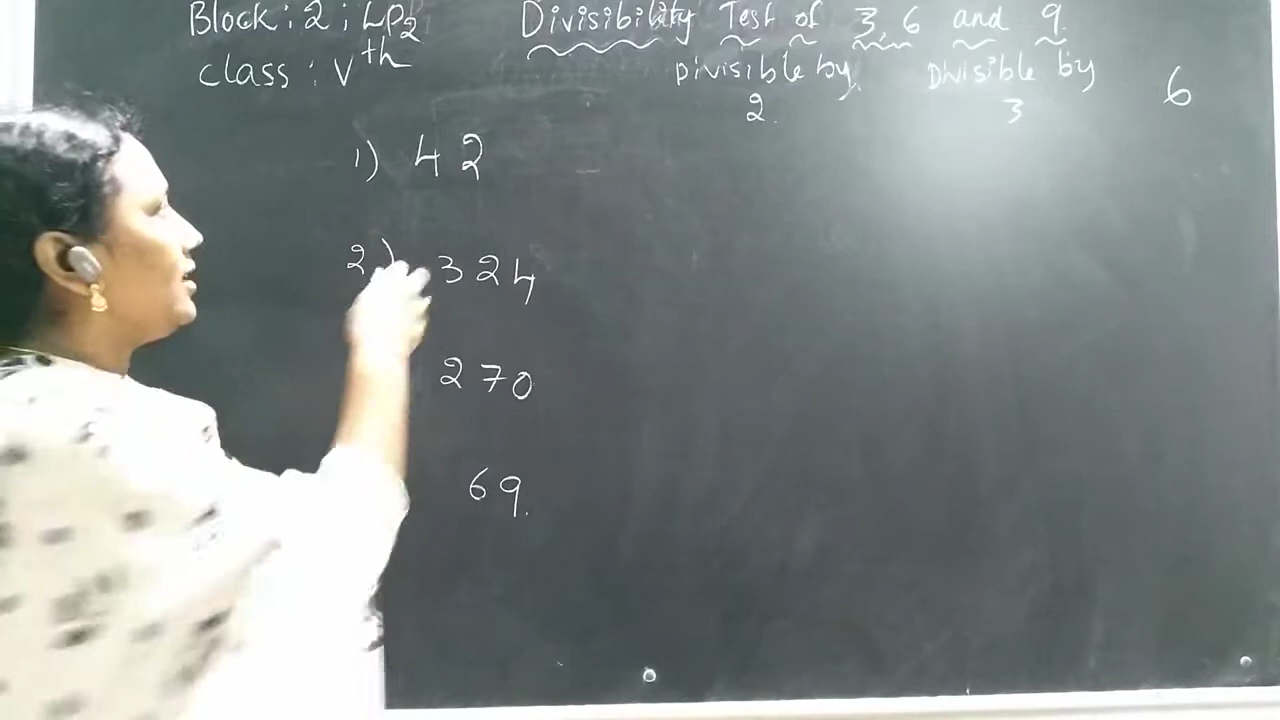 Block : 2 ; LP2 Divisibility Test of 3, 6 and 9.
class : Vth Divisible by 2. Divisible by 3 6
1) 42
2) 324
270
69.